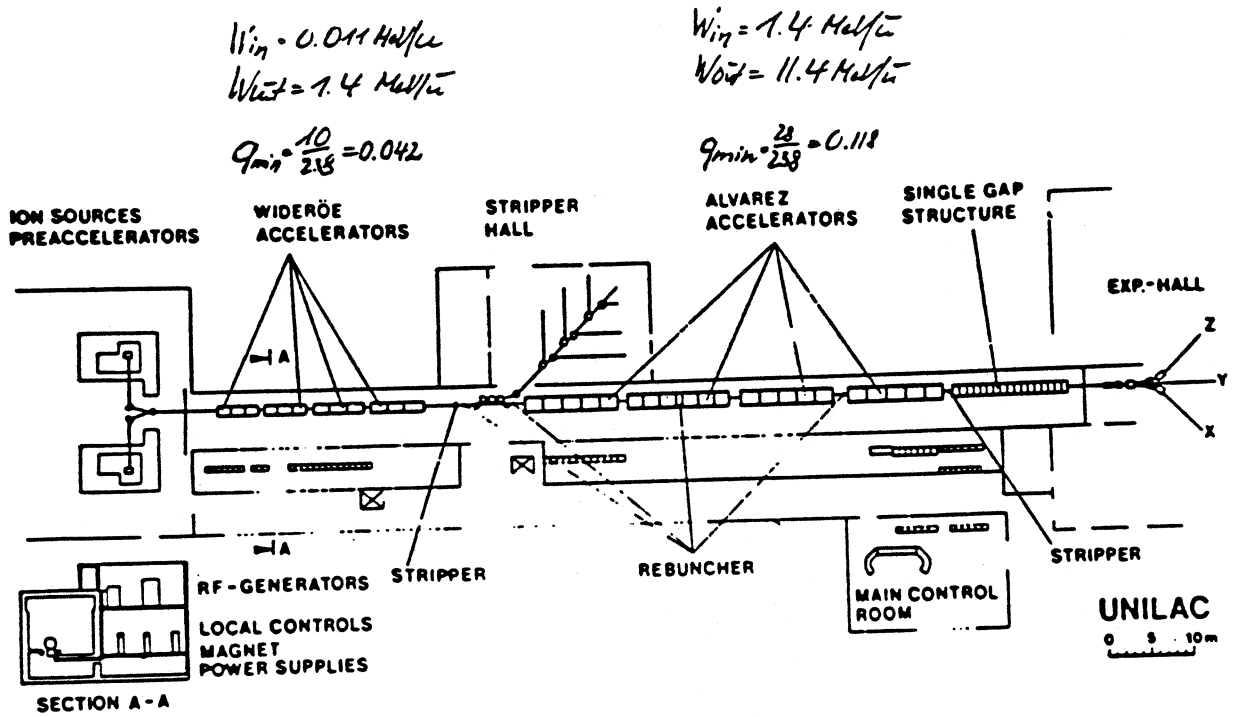 Win = 0.011 MeV/u
Wout = 1.4 MeV/u
qmin = 10/238 = 0.042
Win = 1.4 MeV/u
Wout = 11.4 MeV/u
qmin = 28/238 = 0.118
ION SOURCES
PREACCELERATORS
WIDERÖE
ACCELERATORS
STRIPPER
HALL
ALVAREZ
ACCELERATORS
SINGLE GAP
STRUCTURE
EXP.-HALL
Z
Y
X
A
A
STRIPPER
REBUNCHER
STRIPPER
MAIN CONTROL
ROOM
RF-GENERATORS
LOCAL CONTROLS
MAGNET
POWER SUPPLIES
SECTION A-A
UNILAC
0 5 10m